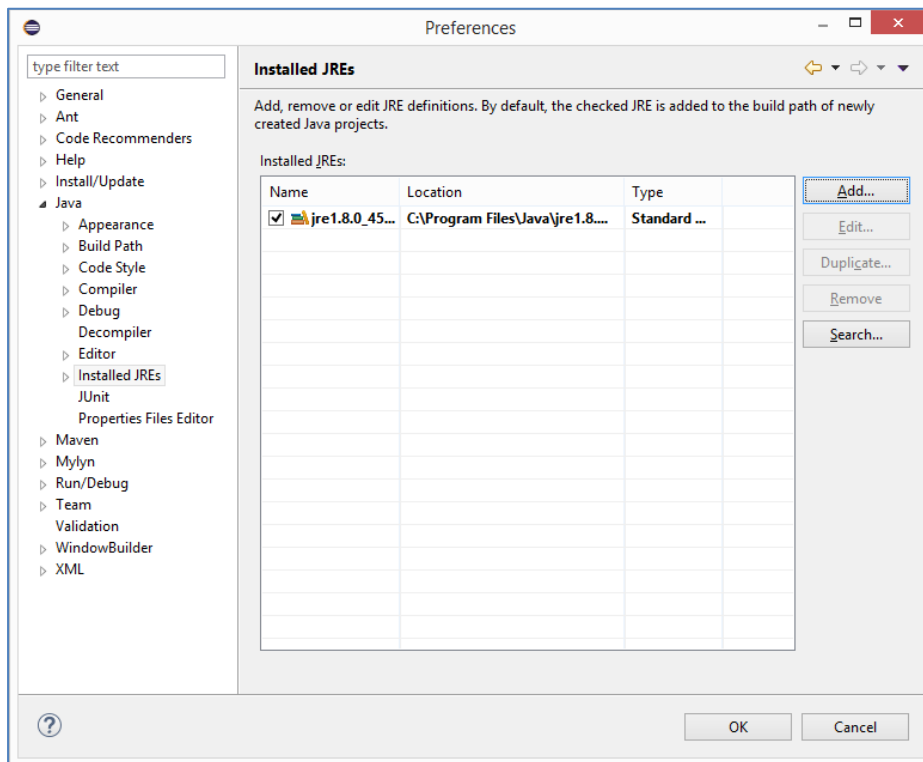 Preferences
type filter text
General
Ant
Code Recommenders
Help
Install/Update
Java
Appearance
Build Path
Code Style
Compiler
Debug
Decompiler
Editor
Installed JREs
JUnit
Properties Files Editor
Maven
Mylyn
Run/Debug
Team
Validation
WindowBuilder
XML
Installed JREs
Add, remove or edit JRE definitions. By default, the checked JRE is added to the build path of newly
created Java projects.
Installed JREs:
Name Location Type
jre1.8.0_45... C:\Program Files\Java\jre1.8.... Standard ...
Add...
Edit...
Duplicate...
Remove
Search...
OK Cancel